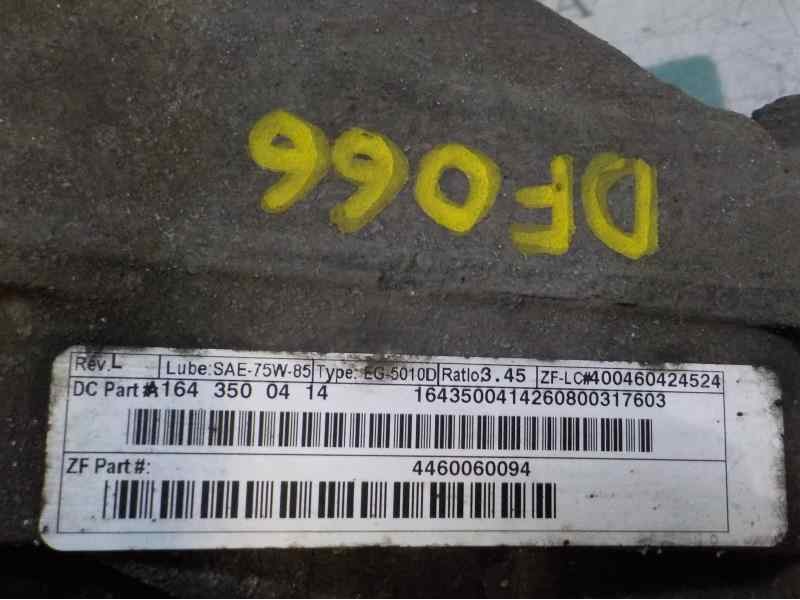 DF066
Rev.L Lube:SAE-75W-85 Type: EG-5010D Ratio3.45 ZF-LC#400460424524
DC Part #A164 350 04 14 1643500414260800317603
ZF Part#: 4460060094